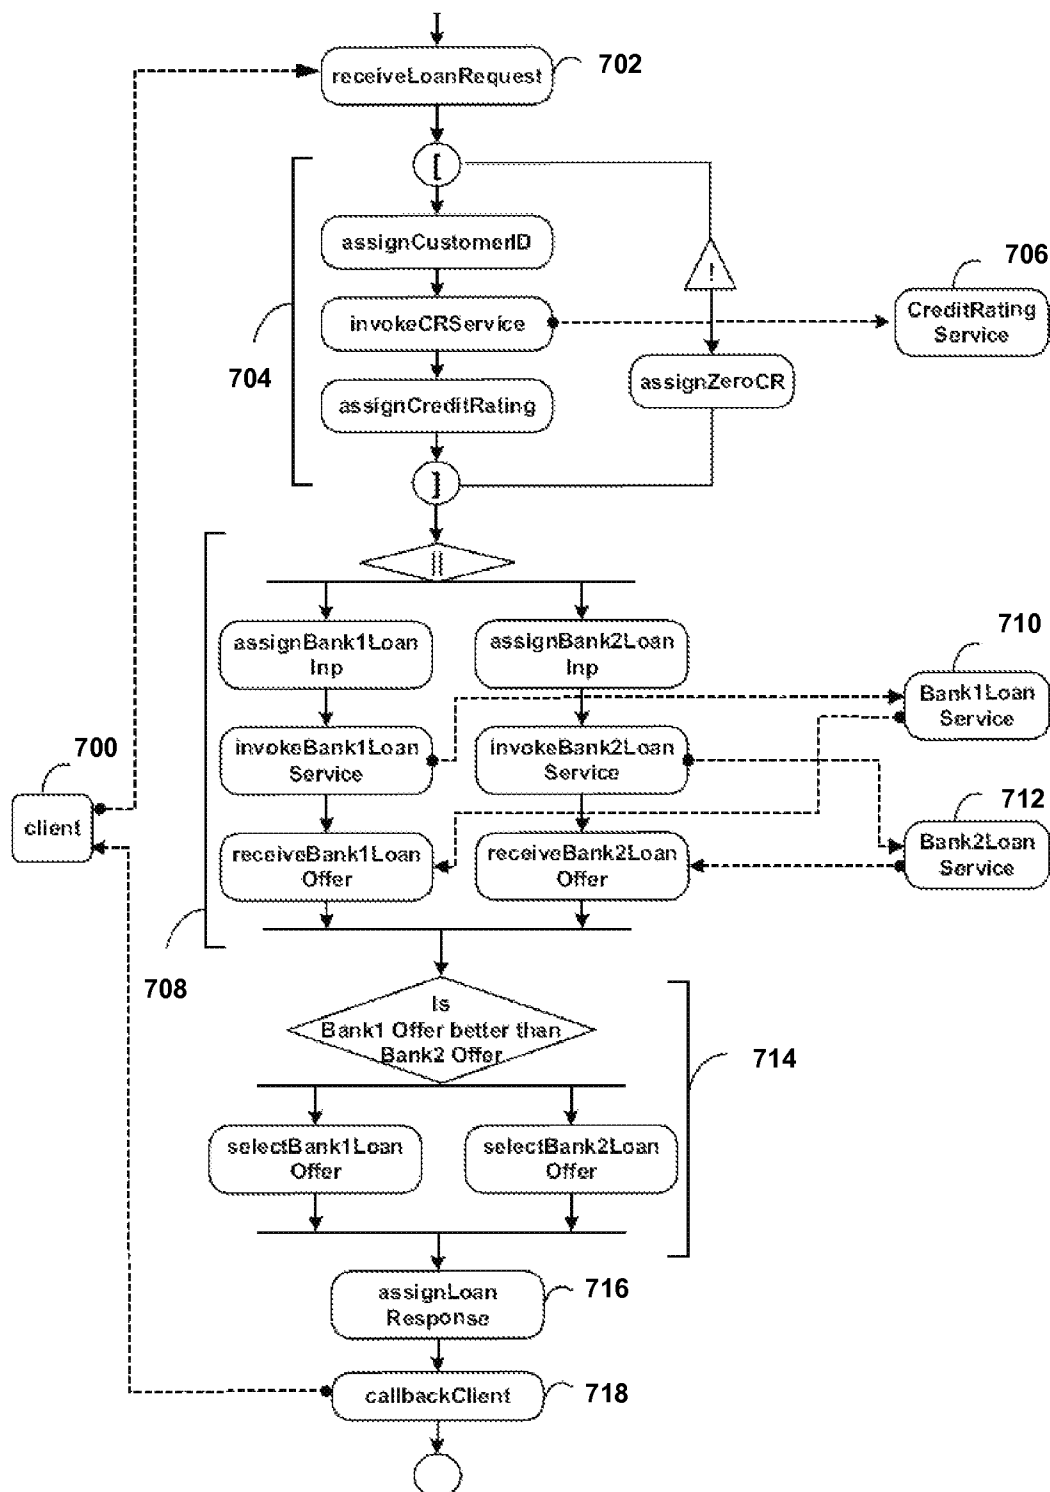 receiveLoanRequest
702
[
assignCustomerID
!
706
CreditRating
Service
invokeCRService
704
assignZeroCR
assignCreditRating
]
||
assignBank1Loan
Inp
assignBank2Loan
Inp
710
Bank1Loan
Service
700
invokeBank1Loan
Service
invokeBank2Loan
Service
client
712
receiveBank1Loan
Offer
receiveBank2Loan
Offer
Bank2Loan
Service
708
Is
Bank1 Offer better than
Bank2 Offer
714
selectBank1Loan
Offer
selectBank2Loan
Offer
assignLoan
Response
716
callbackClient
718